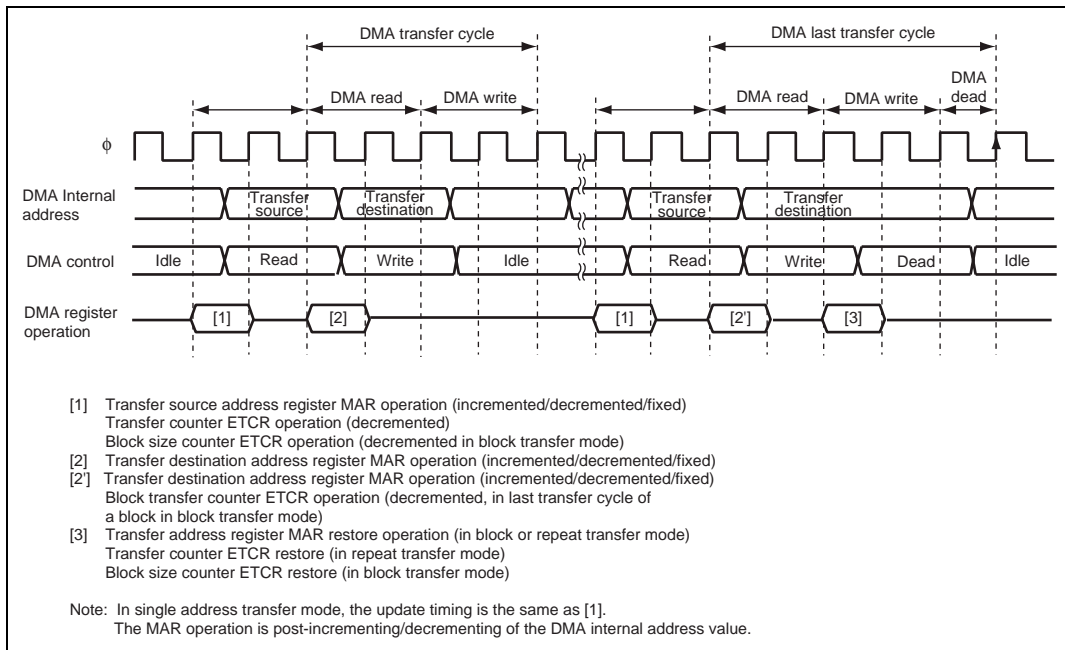 DMA transfer cycle
DMA last transfer cycle
DMA read
DMA write
DMA read
DMA write
DMA
dead
ϕ
DMA Internal
address
Transfer
source
Transfer
destination
Transfer
source
Transfer
destination
DMA control
Idle
Read
Write
Idle
Read
Write
Dead
Idle
DMA register
operation
[1]
[2]
[1]
[2']
[3]
[1] Transfer source address register MAR operation (incremented/decremented/fixed)
Transfer counter ETCR operation (decremented)
Block size counter ETCR operation (decremented in block transfer mode)
[2] Transfer destination address register MAR operation (incremented/decremented/fixed)
[2'] Transfer destination address register MAR operation (incremented/decremented/fixed)
Block transfer counter ETCR operation (decremented, in last transfer cycle of
a block in block transfer mode)
[3] Transfer address register MAR restore operation (in block or repeat transfer mode)
Transfer counter ETCR restore (in repeat transfer mode)
Block size counter ETCR restore (in block transfer mode)
Note: In single address transfer mode, the update timing is the same as [1].
The MAR operation is post-incrementing/decrementing of the DMA internal address value.